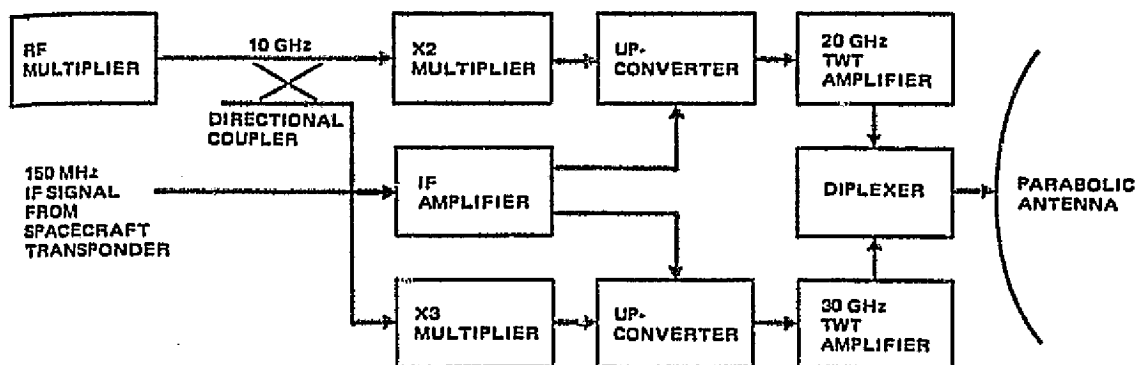 RF
MULTIPLIER
10 GHz
X2
MULTIPLIER
UP-
CONVERTER
20 GHz
TWT
AMPLIFIER
DIRECTIONAL
COUPLER
150 MHz
IF SIGNAL
FROM
SPACECRAFT
TRANSPONDER
IF
AMPLIFIER
DIPLEXER
PARABOLIC
ANTENNA
X3
MULTIPLIER
UP-
CONVERTER
30 GHz
TWT
AMPLIFIER